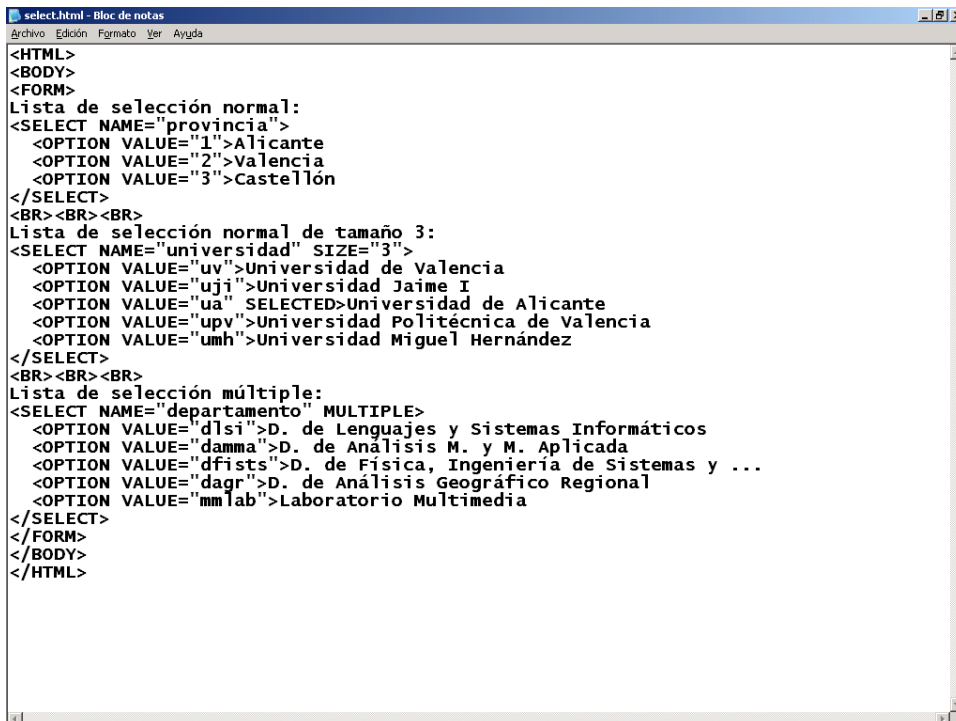 select.html - Bloc de notas
Archivo Edición Formato Ver Ayuda
<HTML>
<BODY>
<FORM>
Lista de selección normal:
<SELECT NAME="provincia">
  <OPTION VALUE="1">Alicante
  <OPTION VALUE="2">Valencia
  <OPTION VALUE="3">Castellón
</SELECT>
<BR><BR><BR>
Lista de selección normal de tamaño 3:
<SELECT NAME="universidad" SIZE="3">
  <OPTION VALUE="uv">Universidad de Valencia
  <OPTION VALUE="uji">Universidad Jaime I
  <OPTION VALUE="ua" SELECTED>Universidad de Alicante
  <OPTION VALUE="upv">Universidad Politécnica de Valencia
  <OPTION VALUE="umh">Universidad Miguel Hernández
</SELECT>
<BR><BR><BR>
Lista de selección múltiple:
<SELECT NAME="departamento" MULTIPLE>
  <OPTION VALUE="dlsi">D. de Lenguajes y Sistemas Informáticos
  <OPTION VALUE="damma">D. de Análisis M. y M. Aplicada
  <OPTION VALUE="dfists">D. de Física, Ingeniería de Sistemas y ...
  <OPTION VALUE="dagr">D. de Análisis Geográfico Regional
  <OPTION VALUE="mmlab">Laboratorio Multimedia
</SELECT>
</FORM>
</BODY>
</HTML>